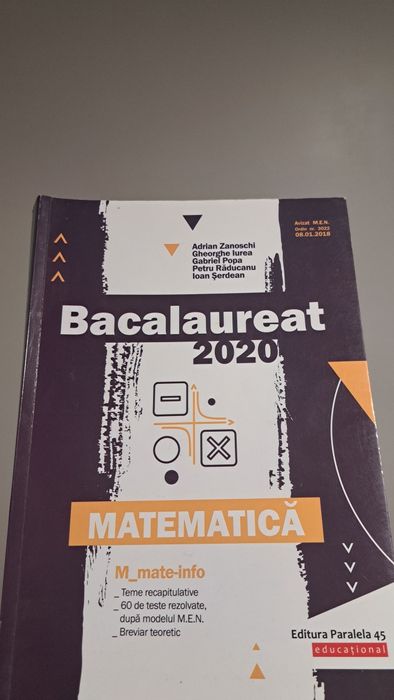 Avizat M.E.N.
Ordin nr. 3022
08.01.2018
Adrian Zanoschi
Gheorghe Iurea
Gabriel Popa
Petru Răducanu
Ioan Șerdean
Bacalaureat
2020
MATEMATICĂ
M_mate-info
_ Teme recapitulative
_ 60 de teste rezolvate,
după modelul M.E.N.
_ Breviar teoretic
Editura Paralela 45
educațional